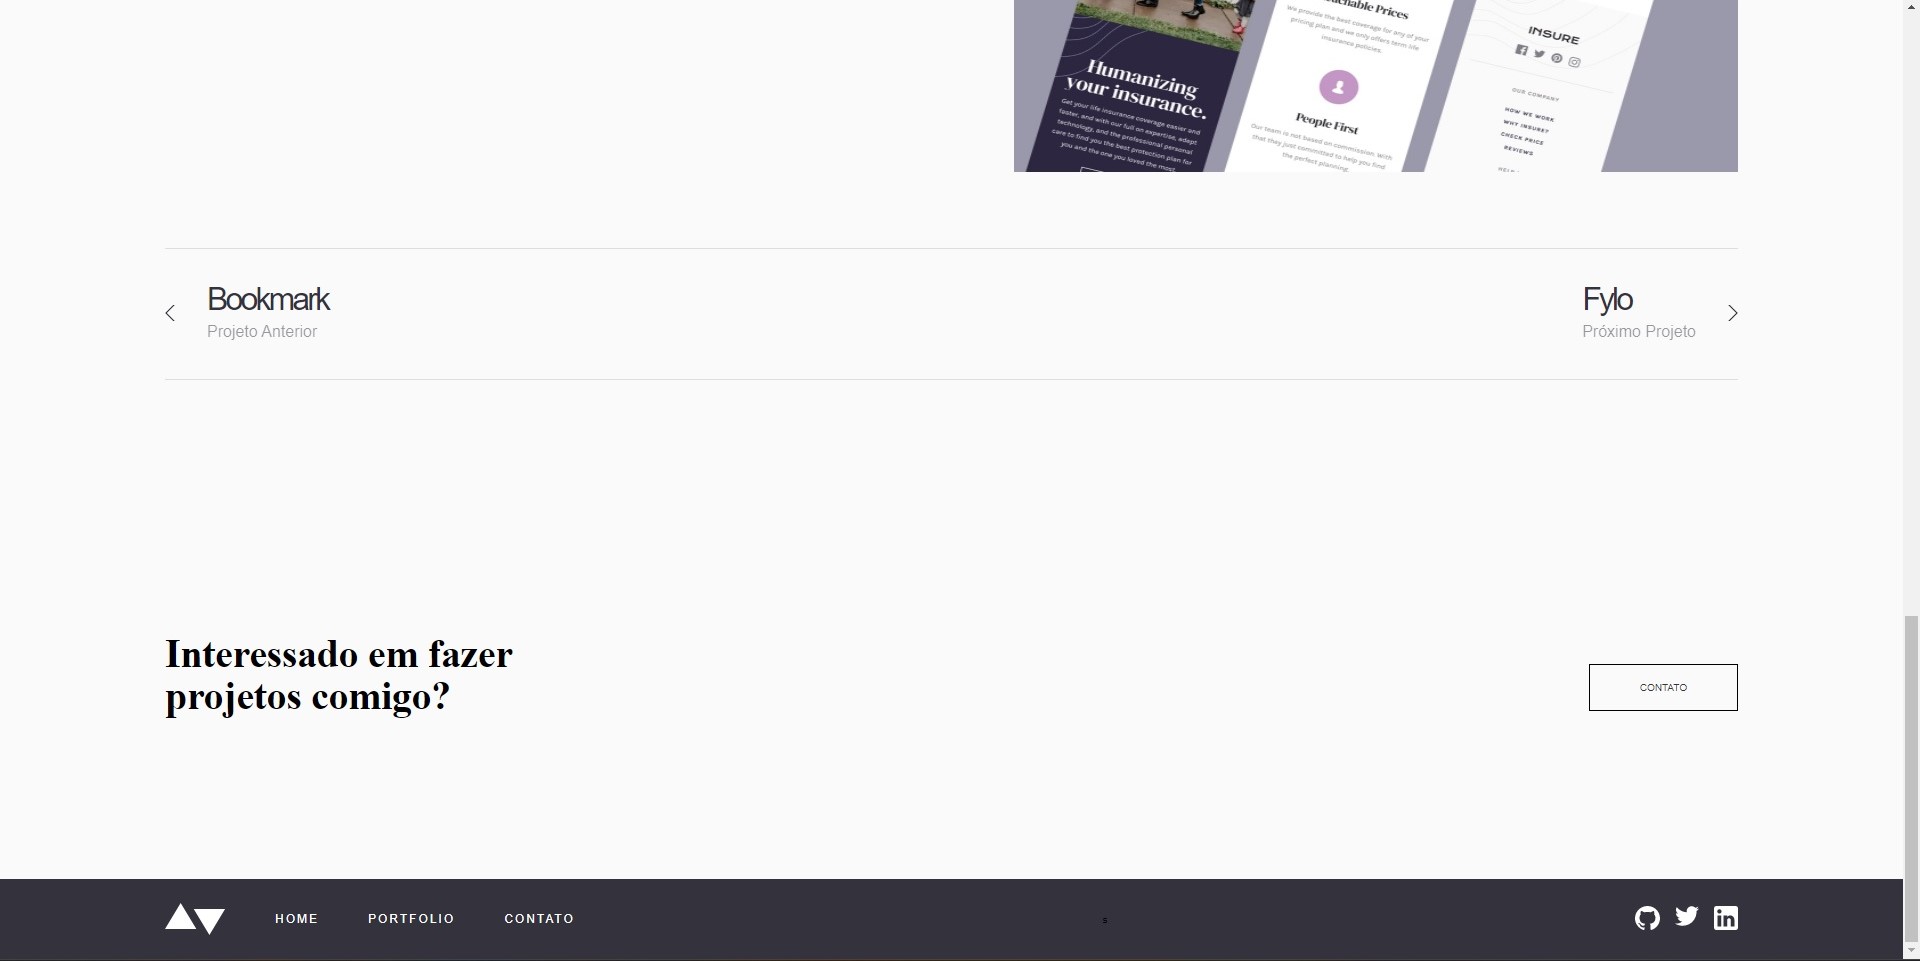 Humanizing
your insurance.
Get your life insurance coverage easier and
faster, and with our full on expertise, adept
technology, and the professional personal
care to find you the best protection plan for
you and the one you loved the most.
Prices
We provide the best coverage for any of your
pricing plan and we only offers term life
insurance policies.
People First
Our team is not based on commission. With
that they just committed to help you find
the perfect planning.
INSURE
OUR COMPANY
HOW WE WORK
WHY INSURE?
CHECK PRICE
REVIEWS
Bookmark
Projeto Anterior
Fylo
Próximo Projeto
Interessado em fazer
projetos comigo?
CONTATO
HOME PORTFOLIO CONTATO
s